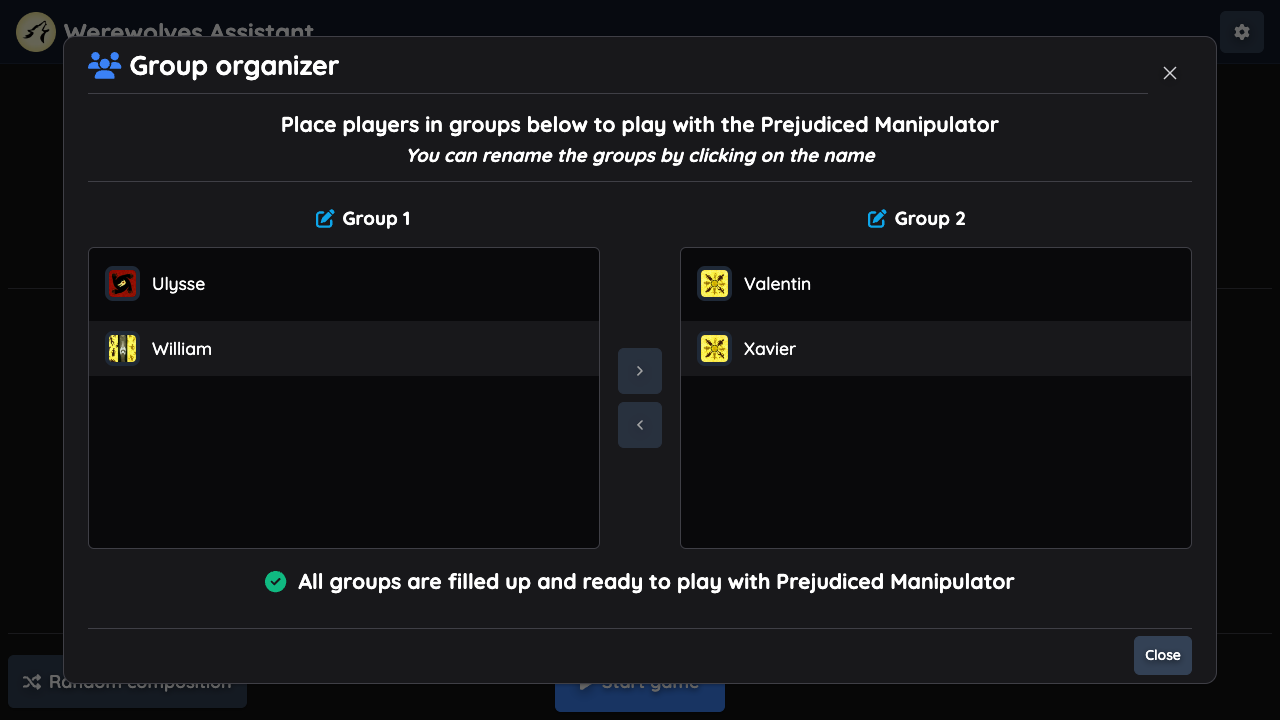 Werewolves Assistant
Group organizer
Place players in groups below to play with the Prejudiced Manipulator
You can rename the groups by clicking on the name
Group 1
Group 2
Ulysse
William
Valentin
Xavier
All groups are filled up and ready to play with Prejudiced Manipulator
Close
Random composition
Start game